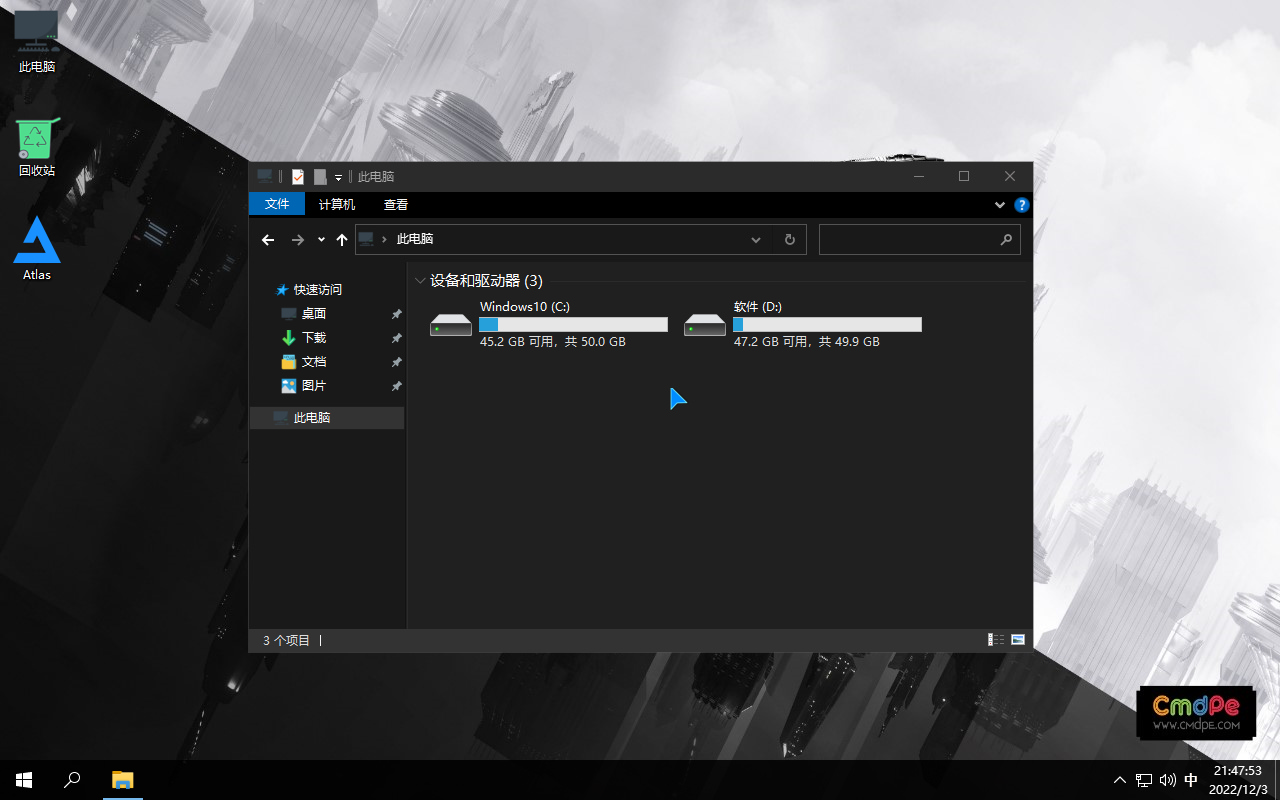 此电脑
回收站
Atlas
此电脑
文件 计算机 查看
此电脑
快速访问
桌面
下载
文档
图片
此电脑
设备和驱动器 (3)
Windows10 (C:)
45.2 GB 可用，共 50.0 GB
软件 (D:)
47.2 GB 可用，共 49.9 GB
3 个项目
CmdPe
WWW.CMDPE.COM
中
21:47:53
2022/12/3